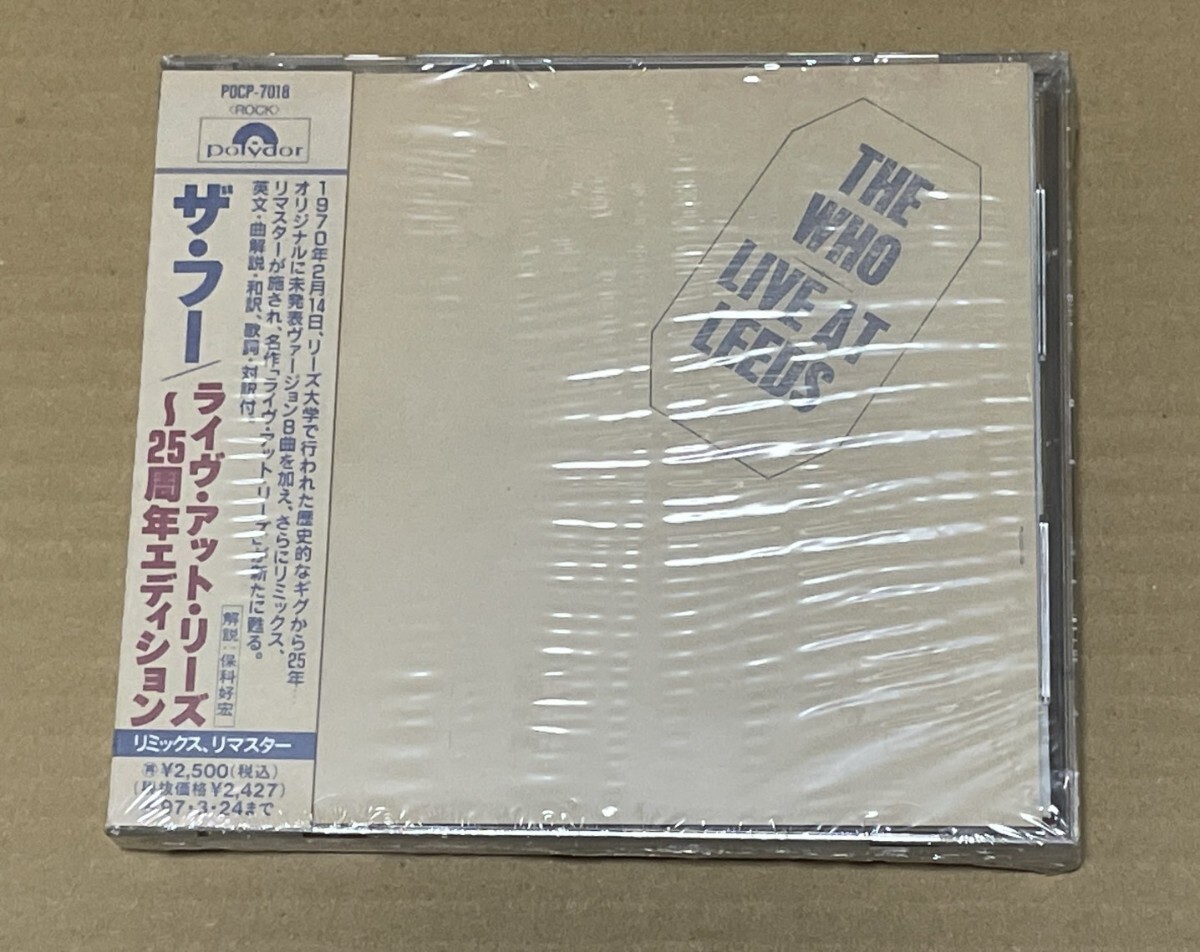 POCP-7018
(ROCK)
polydor
ザ・フー/
ライヴ・アット・リーズ
〜25周年エディション
1970年2月14日、リーズ大学で行われた歴史的なギグから25年…
オリジナルに未発表ヴァージョン8曲を加え、さらにリミックス、
リマスターが施され、名作「ライヴ・アット・リーズ」が新たに甦る。
英文・曲解説・和訳、歌詞・対訳付
解説:保科好宏
リミックス、リマスター
¥2,500(税込)
(税抜価格¥2,427)
97・3・24まで
THE
WHO
LIVE AT
LEEDS